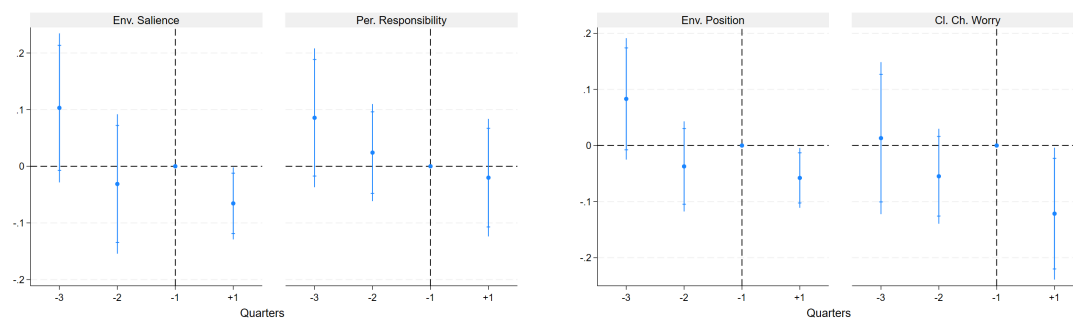 Env. Salience
Per. Responsibility
Env. Position
Cl. Ch. Worry
.2
.1
0
-.1
-.2
.2
.1
0
-.1
-.2
-3 -2 -1 +1
-3 -2 -1 +1
-3 -2 -1 +1
-3 -2 -1 +1
Quarters
Quarters